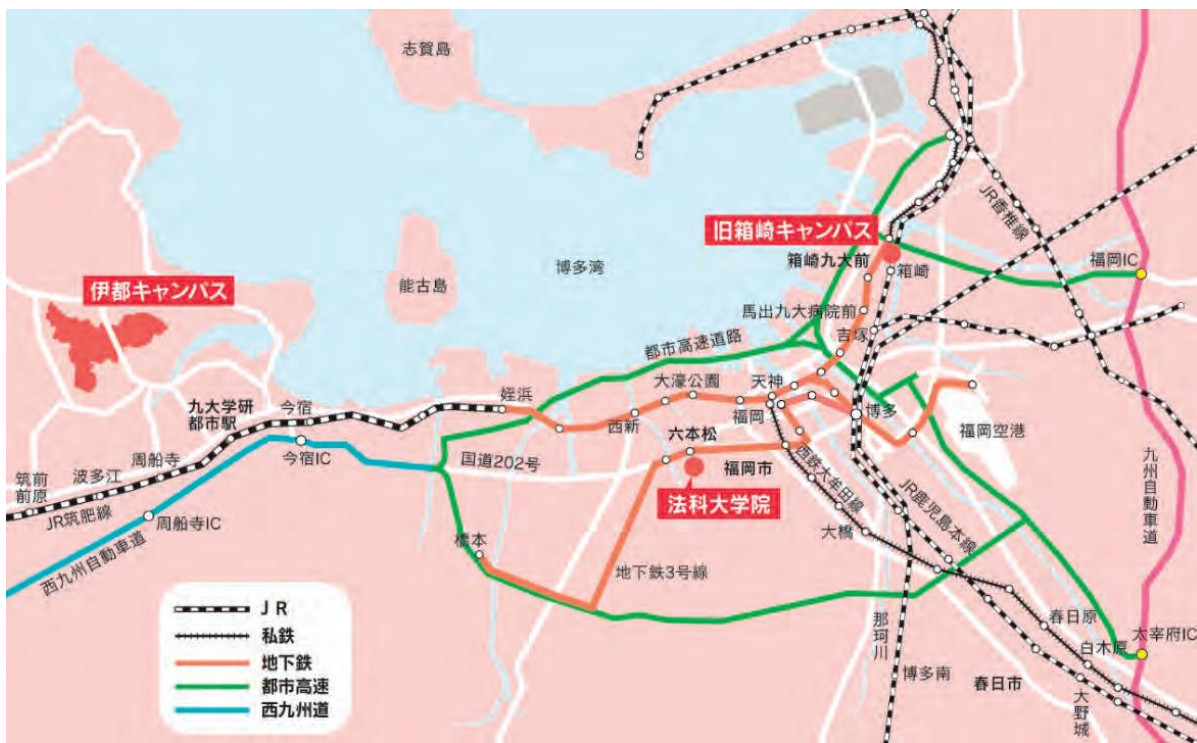 志賀島
旧箱崎キャンパス
JR香椎線
箱崎九大前
箱崎
福岡IC
博多湾
能古島
伊都キャンパス
馬出九大病院前
吉塚
都市高速道路
大濠公園
天神
姪浜
西新
福岡
博多
九大学研
都市駅
今宿
六本松
福岡市
福岡空港
九州自動車道
今宿IC
国道202号
法科大学院
西鉄大牟田線
JR鹿児島本線
周船寺
波多江
筑前
前原
JR筑肥線
周船寺IC
西九州自動車道
橋本
大橋
地下鉄3号線
那珂川
春日原
太宰府IC
白木原
博多南
春日市
大野城
JR
私鉄
地下鉄
都市高速
西九州道